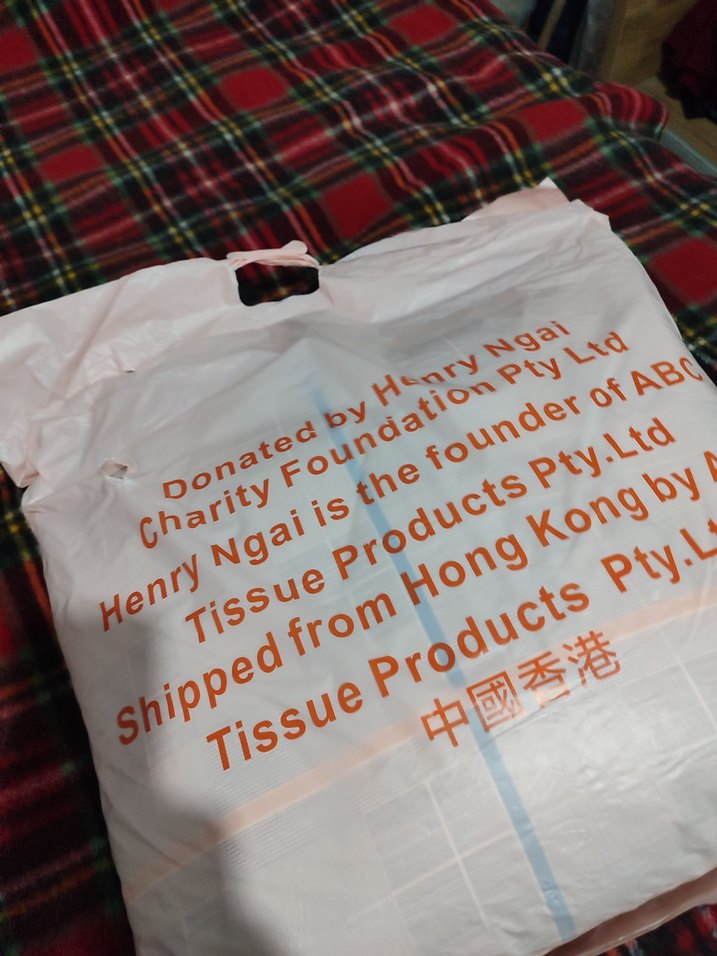 Donated by Henry Ngai
Charity Foundation Pty Ltd
Henry Ngai is the founder of ABC
Tissue Products Pty.Ltd
Shipped from Hong Kong by
Tissue Products Pty.
中國香港